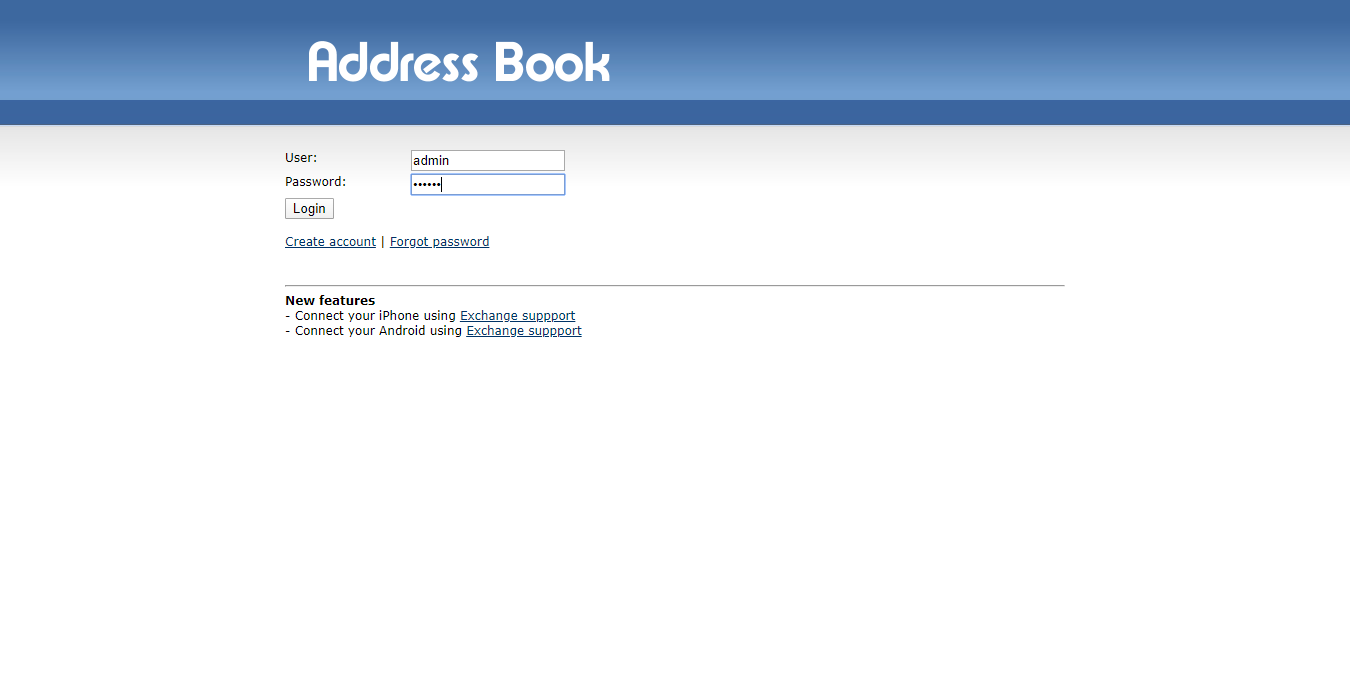 Address Book
User:
admin
Password:
••••••
Login
Create account | Forgot password
New features
- Connect your iPhone using Exchange suppport
- Connect your Android using Exchange suppport